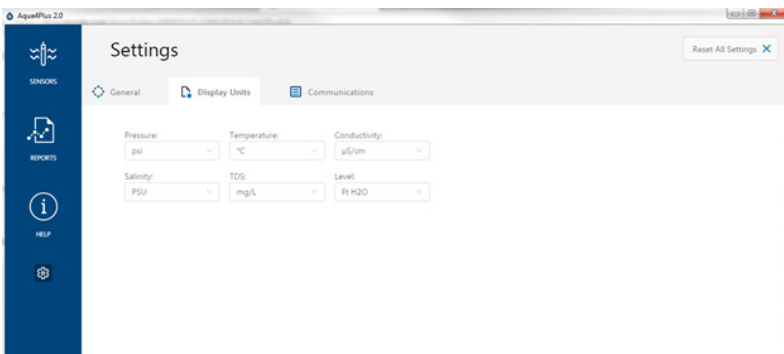 Aqua4Plus 2.0
Settings
Reset All Settings
SENSORS
General
Display Units
Communications
Pressure:
Temperature:
Conductivity:
psi
°C
µS/cm
REPORTS
Salinity:
TDS:
Level:
PSU
mg/L
Ft H2O
HELP